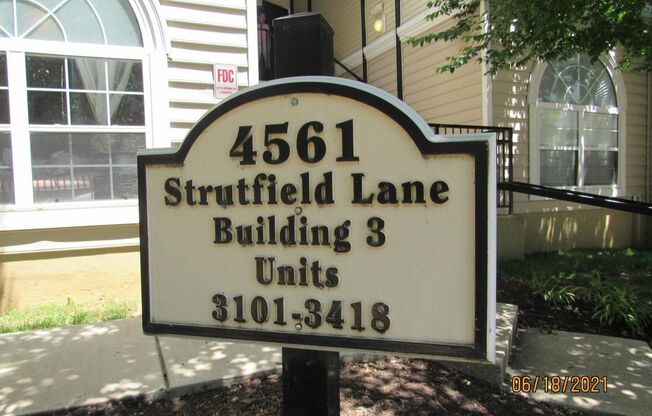 FDC
4561
Strutfield Lane
Building 3
Units
3101-3418
06/18/2021